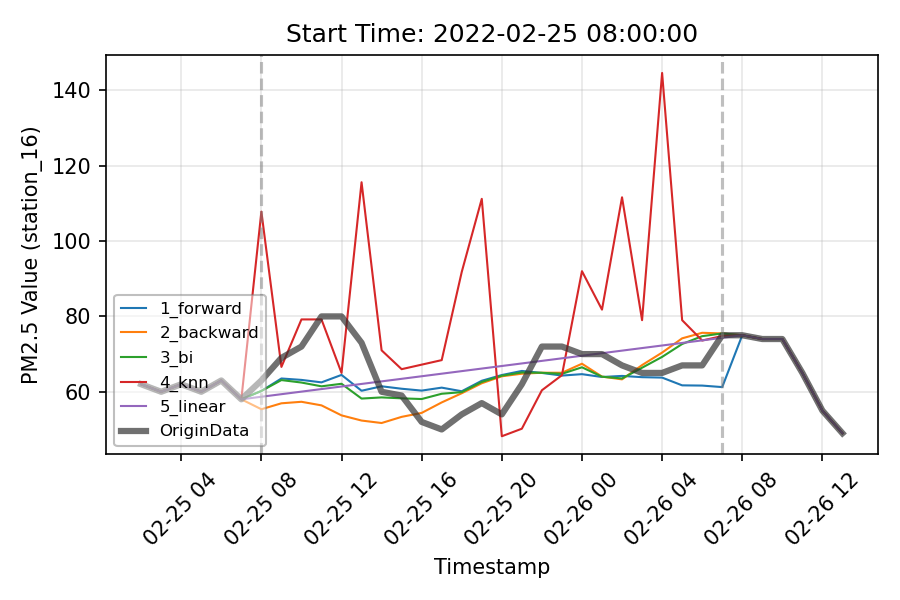 Start Time: 2022-02-25 08:00:00
PM2.5 Value (station_16)
140
120
100
80
60
1_forward
2_backward
3_bi
4_knn
5_linear
OriginData
02-25 04
02-25 08
02-25 12
02-25 16
02-25 20
02-26 00
02-26 04
02-26 08
02-26 12
Timestamp